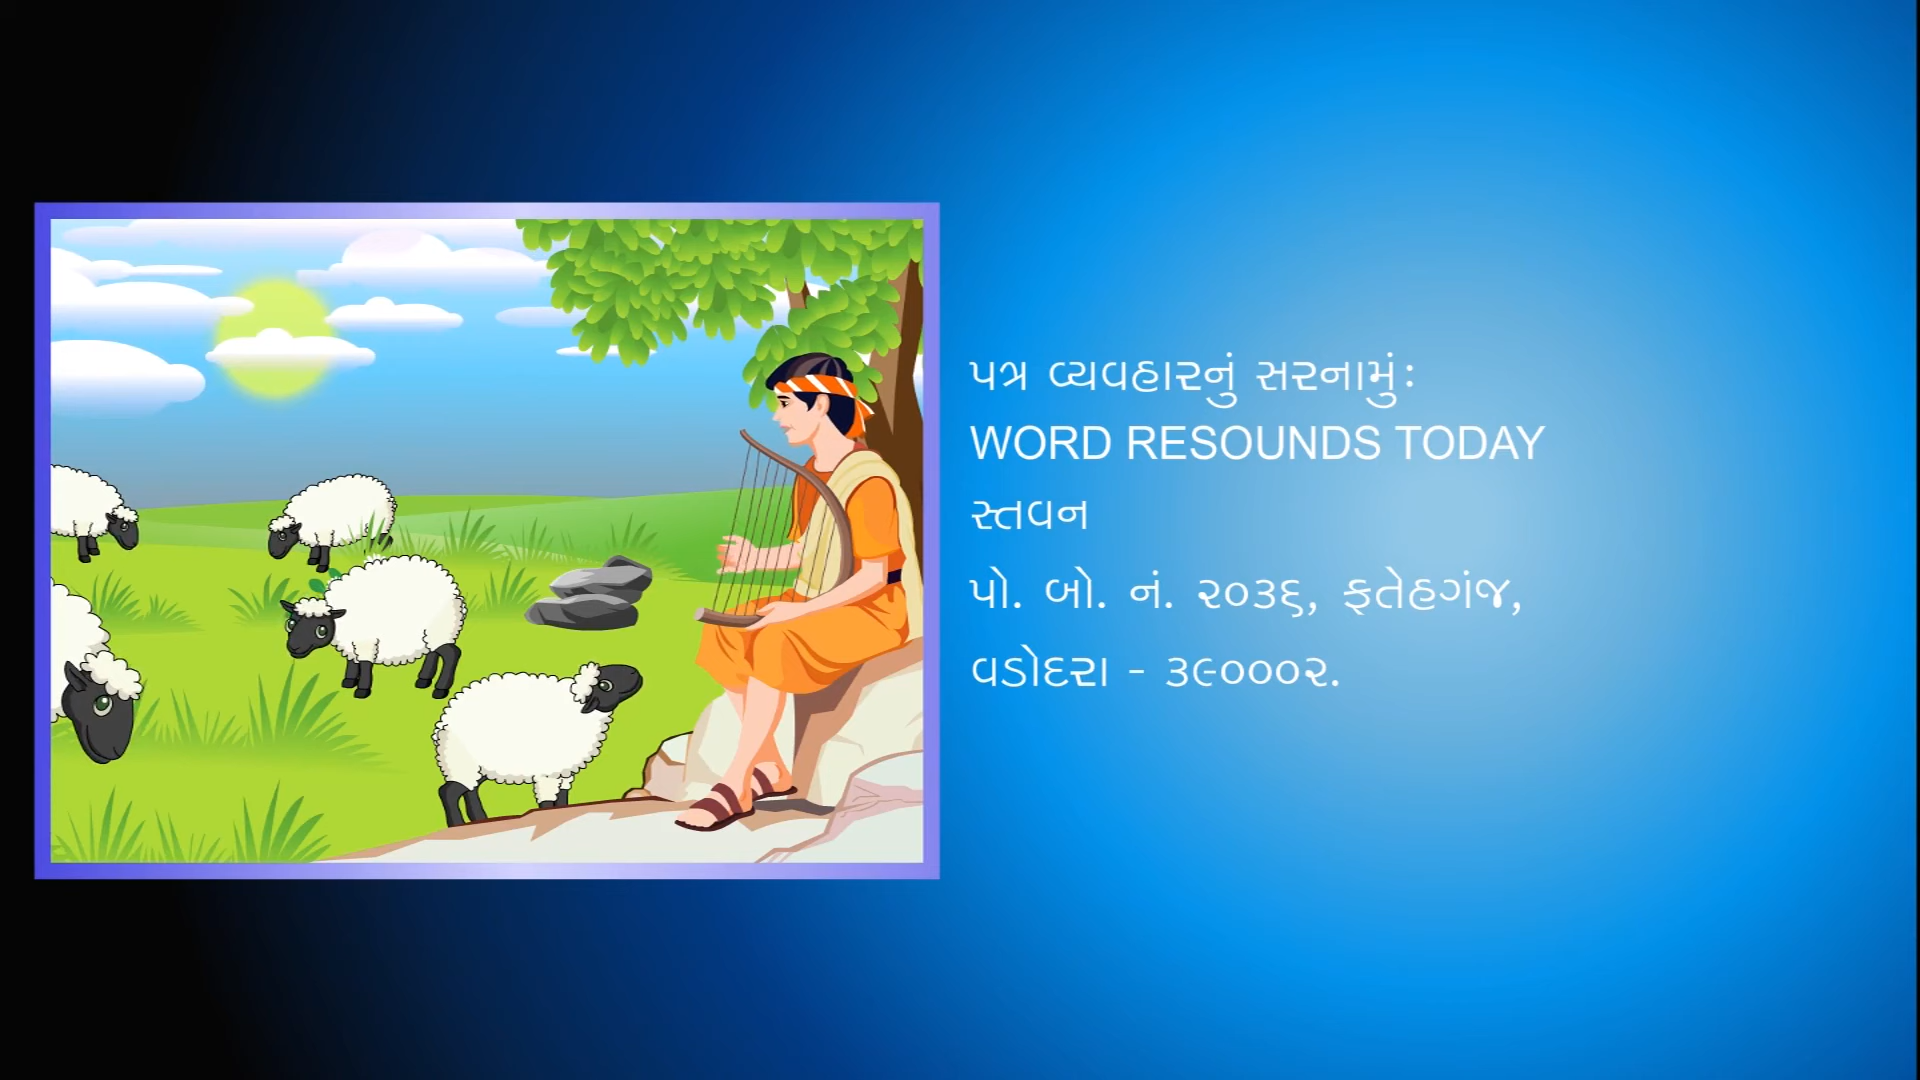 પત્ર વ્યવહારનું સરનામું:
WORD RESOUNDS TODAY
સ્તવન
પો. બો. નં. ૨૦૩૬, ફતેહગંજ,
વડોદરા - ૩૯૦૦૦૨.